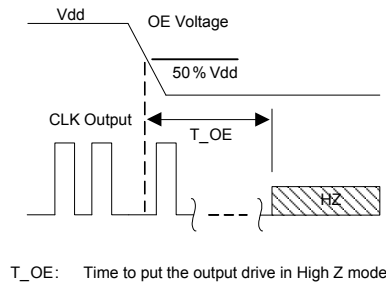 Vdd
OE Voltage
50% Vdd
CLK Output
T_OE
HZ
T_OE: Time to put the output drive in High Z mode